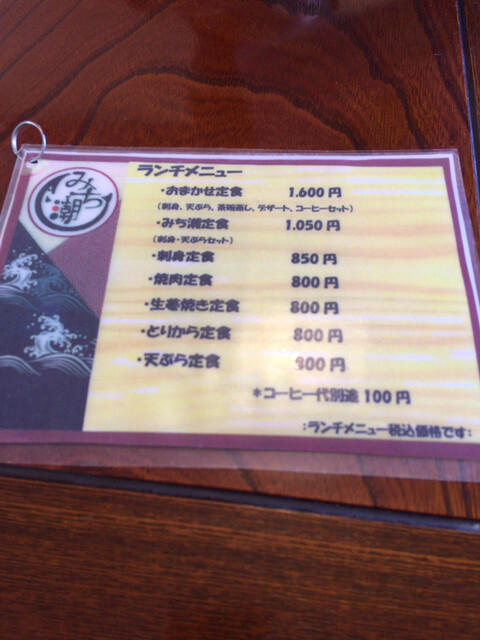 みち潮
ランチメニュー
・おまかせ定食 1.600円
(刺身、天ぷら、茶碗蒸し、デザート、コーヒーセット)
・みち潮定食 1.050円
(刺身・天ぷらセット)
・刺身定食 850円
・焼肉定食 800円
・生姜焼き定食 800円
・とりから定食 800円
・天ぷら定食 800円
*コーヒー代別途100円
:ランチメニュー税込価格です: